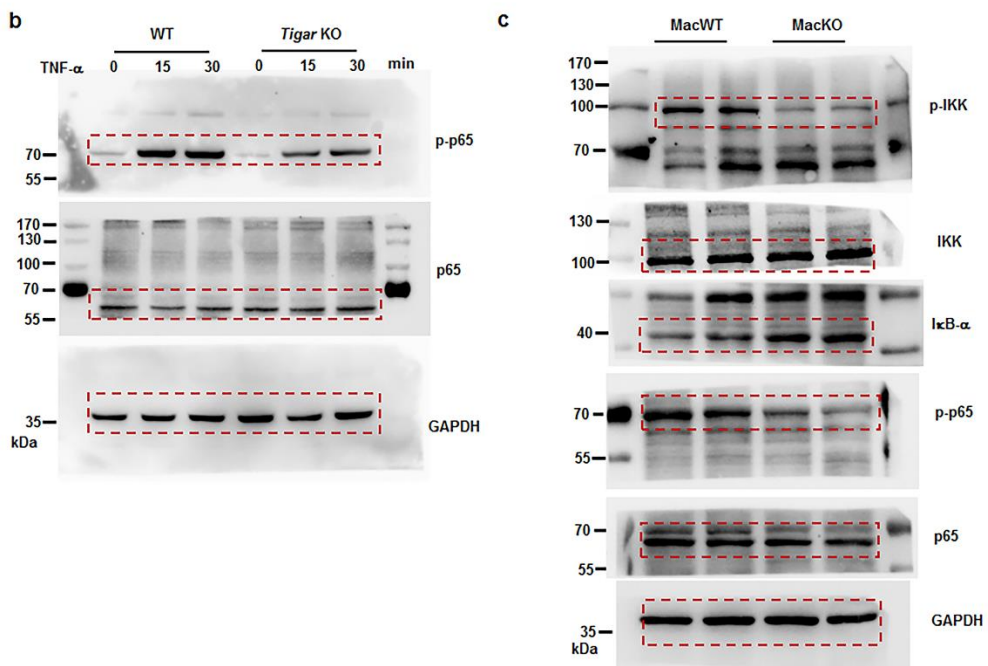 b
WT Tigar KO
TNF-α 0 15 30 0 15 30 min
70
55
p-p65
170
130
100
70
55
p65
35
kDa
GAPDH
c
MacWT MacKO
170
130
100
70
p-IKK
130
100
IKK
40
IκB-α
70
55
p-p65
70
55
p65
35
kDa
GAPDH